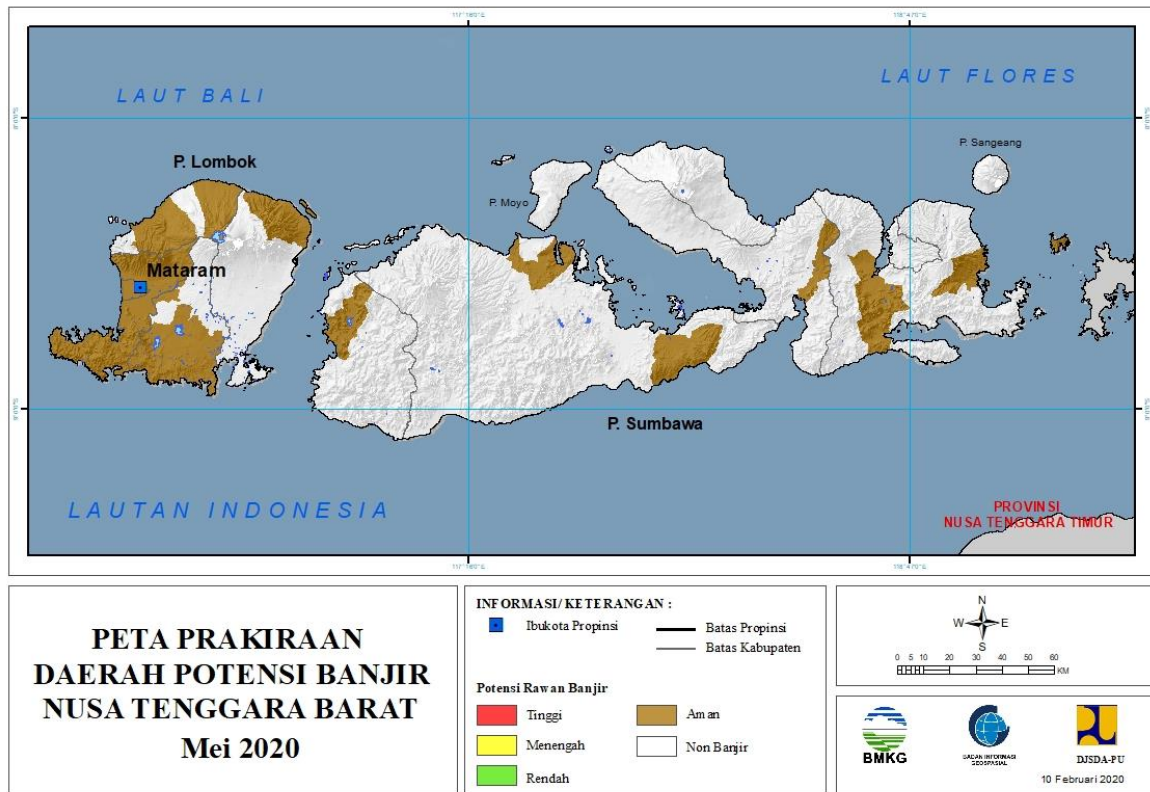 LAUT BALI
LAUT FLORES
P. Sangeang
P. Lombok
P. Moyo
Mataram
P. Sumbawa
LAUTAN INDONESIA
PROVINSI
NUSA TENGGARA TIMUR
PETA PRAKIRAAN
DAERAH POTENSI BANJIR
NUSA TENGGARA BARAT
Mei 2020
INFORMASI/ KETERANGAN :
Ibukota Propinsi
Batas Propinsi
Batas Kabupaten
Potensi Rawan Banjir
Tinggi
Aman
Menengah
Non Banjir
Rendah
N
W E
S
0 5 10 20 30 40 50 60
KM
BMKG
BADAN INFORMASI
GEOSPASIAL
DJSDA-PU
10 Februari 2020